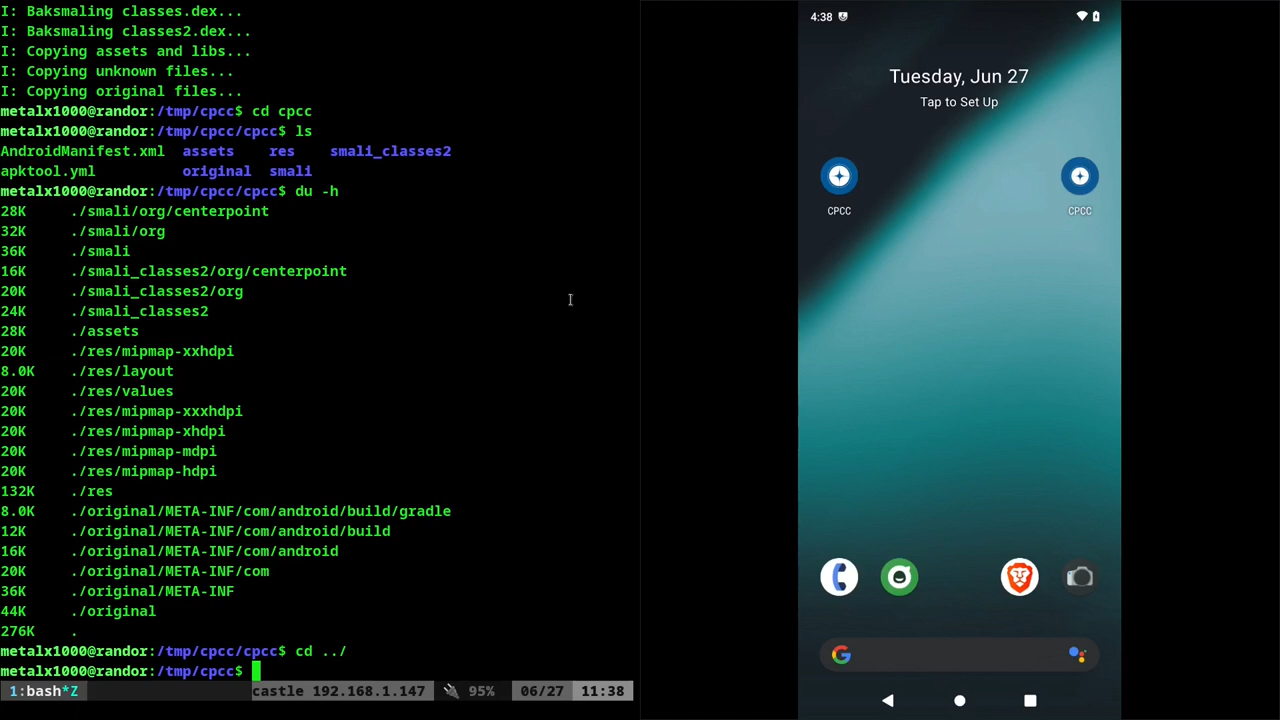 I: Baksmaling classes.dex...
I: Baksmaling classes2.dex...
I: Copying assets and libs...
I: Copying unknown files...
I: Copying original files...
metalx1000@randor:/tmp/cpcc$ cd cpcc
metalx1000@randor:/tmp/cpcc/cpcc$ ls
AndroidManifest.xml  assets    res    smali_classes2
apktool.yml          original  smali
metalx1000@randor:/tmp/cpcc/cpcc$ du -h
28K     ./smali/org/centerpoint
32K     ./smali/org
36K     ./smali
16K     ./smali_classes2/org/centerpoint
20K     ./smali_classes2/org
24K     ./smali_classes2
28K     ./assets
20K     ./res/mipmap-xxhdpi
8.0K    ./res/layout
20K     ./res/values
20K     ./res/mipmap-xxxhdpi
20K     ./res/mipmap-xhdpi
20K     ./res/mipmap-mdpi
20K     ./res/mipmap-hdpi
132K    ./res
8.0K    ./original/META-INF/com/android/build/gradle
12K     ./original/META-INF/com/android/build
16K     ./original/META-INF/com/android
20K     ./original/META-INF/com
36K     ./original/META-INF
44K     ./original
276K    .
metalx1000@randor:/tmp/cpcc/cpcc$ cd ../
metalx1000@randor:/tmp/cpcc$
1:bash*Z castle 192.168.1.147 95% 06/27 11:38
4:38
Tuesday, Jun 27
Tap to Set Up
CPCC CPCC